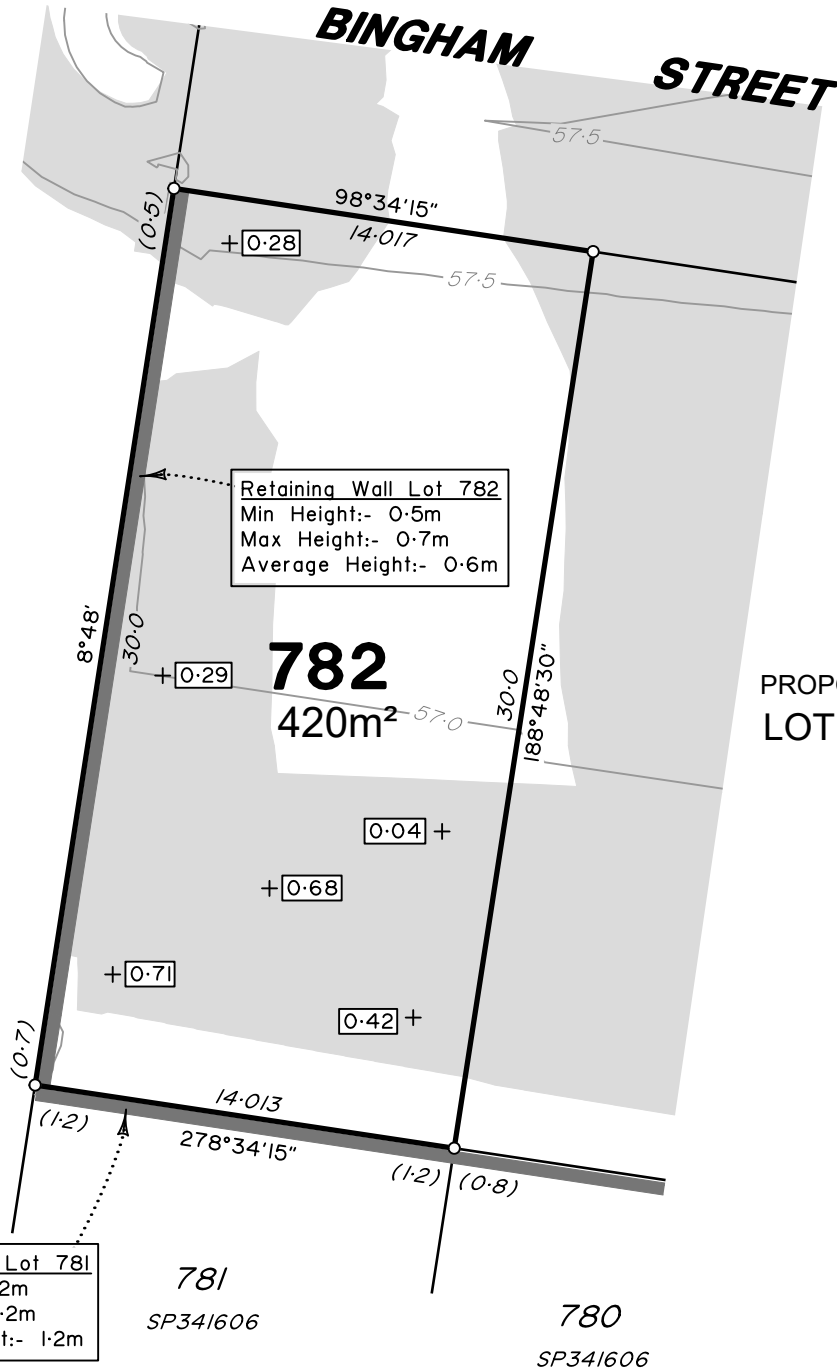 BINGHAM STREET
57·5
98°34'15"
14·017
(0·5)
0·28
57·5
Retaining Wall Lot 782
Min Height:- 0·5m
Max Height:- 0·7m
Average Height:- 0·6m
8°48'
30·0
0·29
782
420m²
57·0
30·0
188°48'30"
LOT
0·04
0·68
0·71
0·42
(0·7)
14·013
(1·2)
278°34'15"
(1·2)
(0·8)
Lot 781
2m
·2m
t:- 1·2m
781
SP341606
780
SP341606